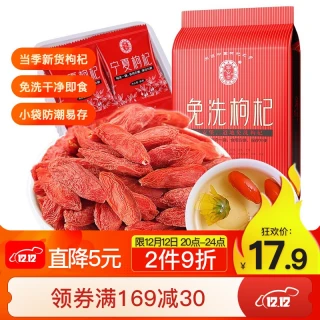 当季新货枸杞
免洗干净即食
小袋防潮易存
宁夏枸杞
免洗枸杞
12.12
直降5元
限12月12日 20点-24点
2件9折
狂欢价:
¥17.9
领券满169减30
12.12
12.12